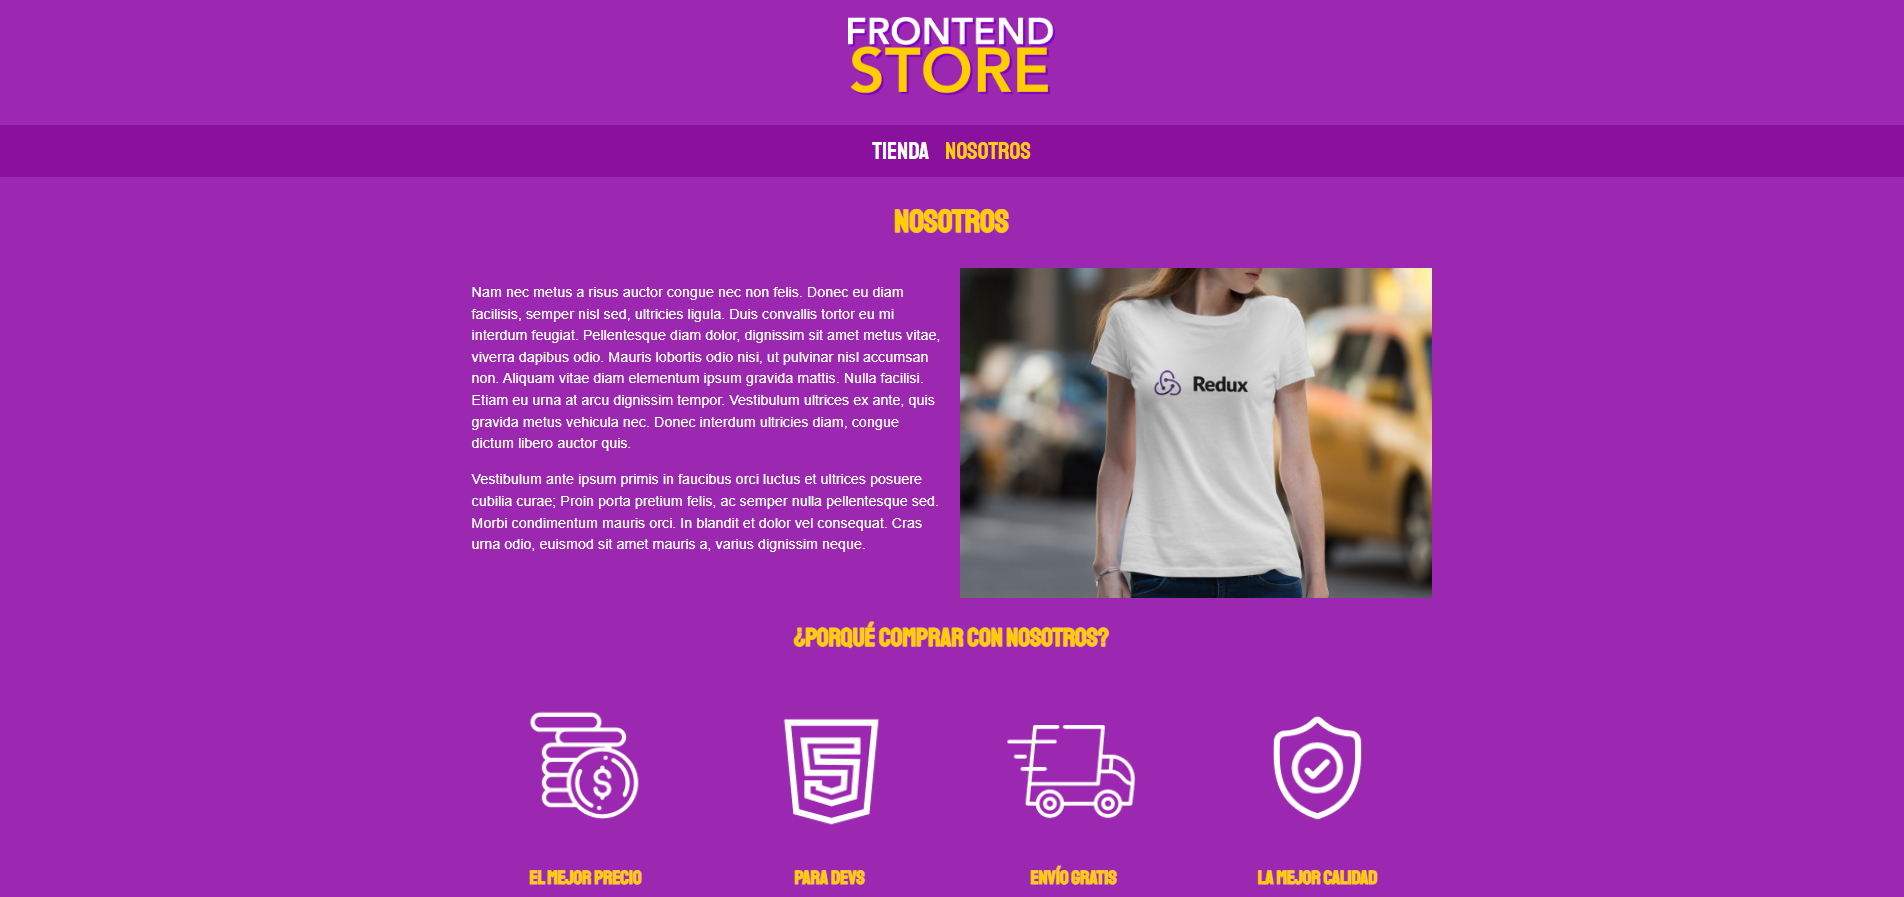 FRONTEND
STORE
TIENDA NOSOTROS
NOSOTROS
Nam nec metus a risus auctor congue nec non felis. Donec eu diam
facilisis, semper nisl sed, ultricies ligula. Duis convallis tortor eu mi
interdum feugiat. Pellentesque diam dolor, dignissim sit amet metus vitae,
viverra dapibus odio. Mauris lobortis odio nisi, ut pulvinar nisl accumsan
non. Aliquam vitae diam elementum ipsum gravida mattis. Nulla facilisi.
Etiam eu urna at arcu dignissim tempor. Vestibulum ultrices ex ante, quis
gravida metus vehicula nec. Donec interdum ultricies diam, congue
dictum libero auctor quis.
Vestibulum ante ipsum primis in faucibus orci luctus et ultrices posuere
cubilia curae; Proin porta pretium felis, ac semper nulla pellentesque sed.
Morbi condimentum mauris orci. In blandit et dolor vel consequat. Cras
urna odio, euismod sit amet mauris a, varius dignissim neque.
Redux
¿PORQUÉ COMPRAR CON NOSOTROS?
$
5
EL MEJOR PRECIO
PARA DEVS
ENVÍO GRATIS
LA MEJOR CALIDAD